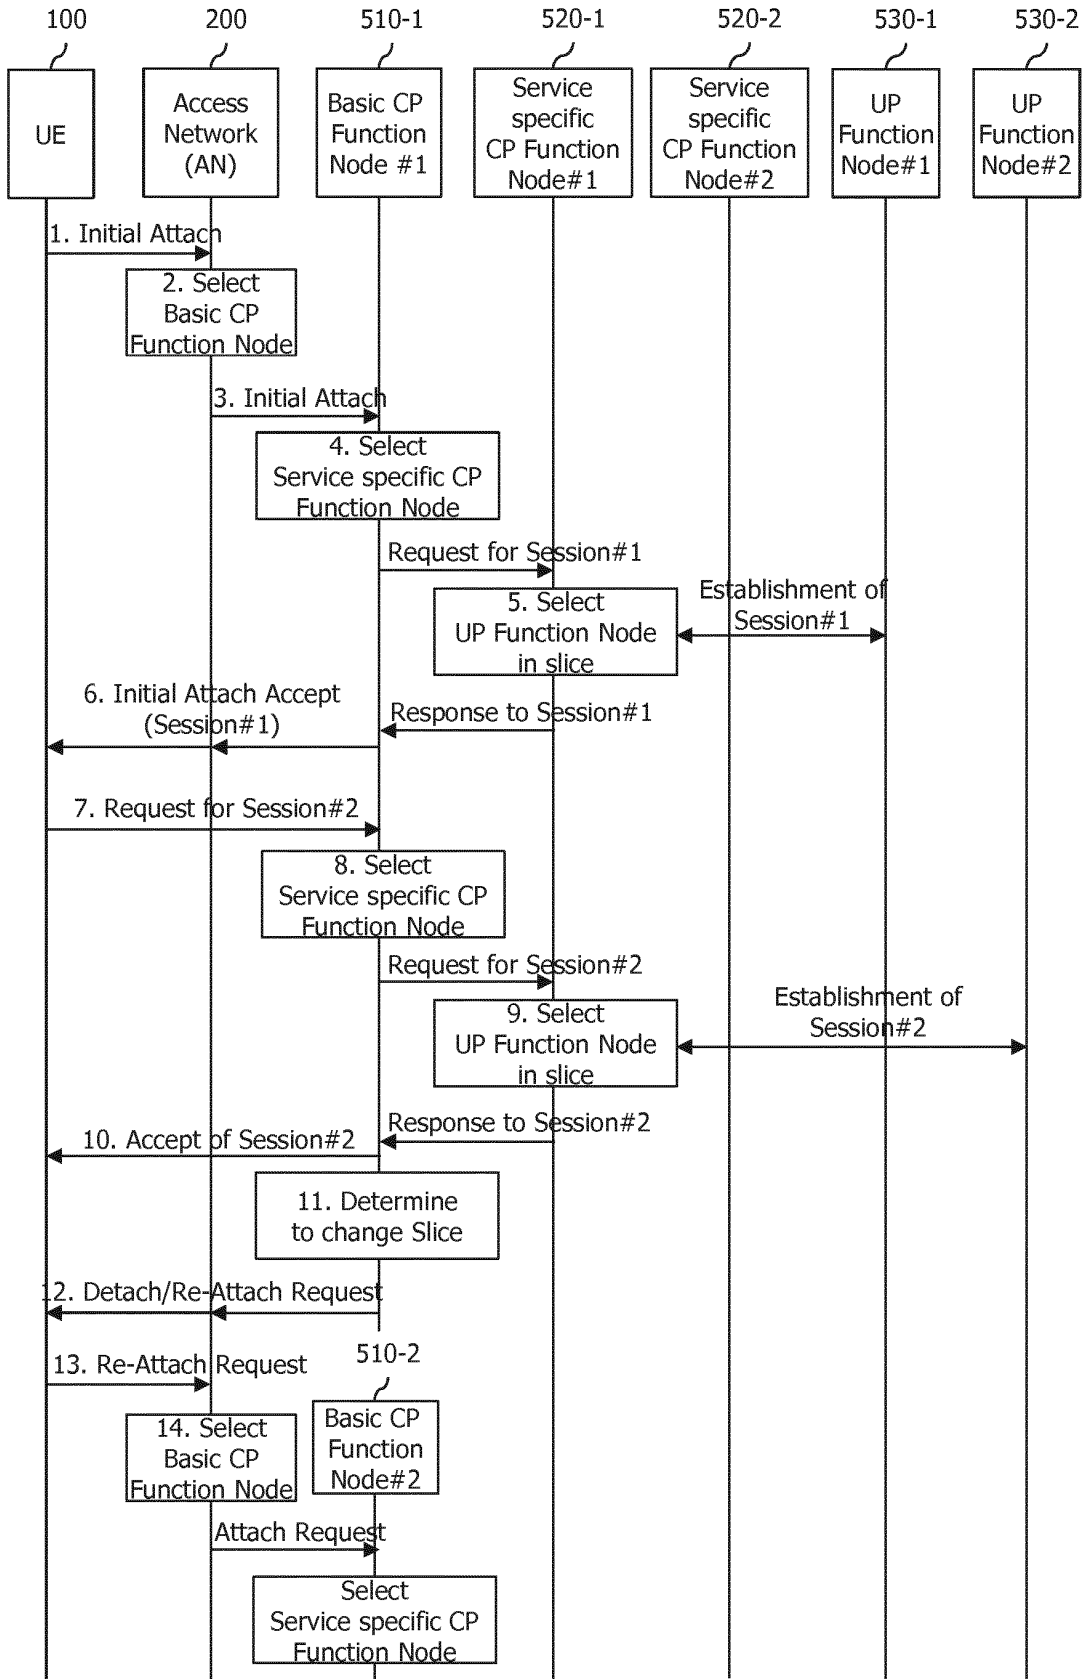 100
200
510-1
520-1
520-2
530-1
530-2
UE
Access
Network
(AN)
Basic CP
Function
Node #1
Service
specific
CP Function
Node#1
Service
specific
CP Function
Node#2
UP
Function
Node#1
UP
Function
Node#2
1. Initial Attach
2. Select
Basic CP
Function Node
3. Initial Attach
4. Select
Service specific CP
Function Node
Request for Session#1
5. Select
UP Function Node
in slice
Establishment of
Session#1
6. Initial Attach Accept
(Session#1)
Response to Session#1
7. Request for Session#2
8. Select
Service specific CP
Function Node
Request for Session#2
9. Select
UP Function Node
in slice
Establishment of
Session#2
Response to Session#2
10. Accept of Session#2
11. Determine
to change Slice
12. Detach/Re-Attach Request
510-2
13. Re-Attach Request
14. Select
Basic CP
Function Node
Basic CP
Function
Node#2
Attach Request
Select
Service specific CP
Function Node